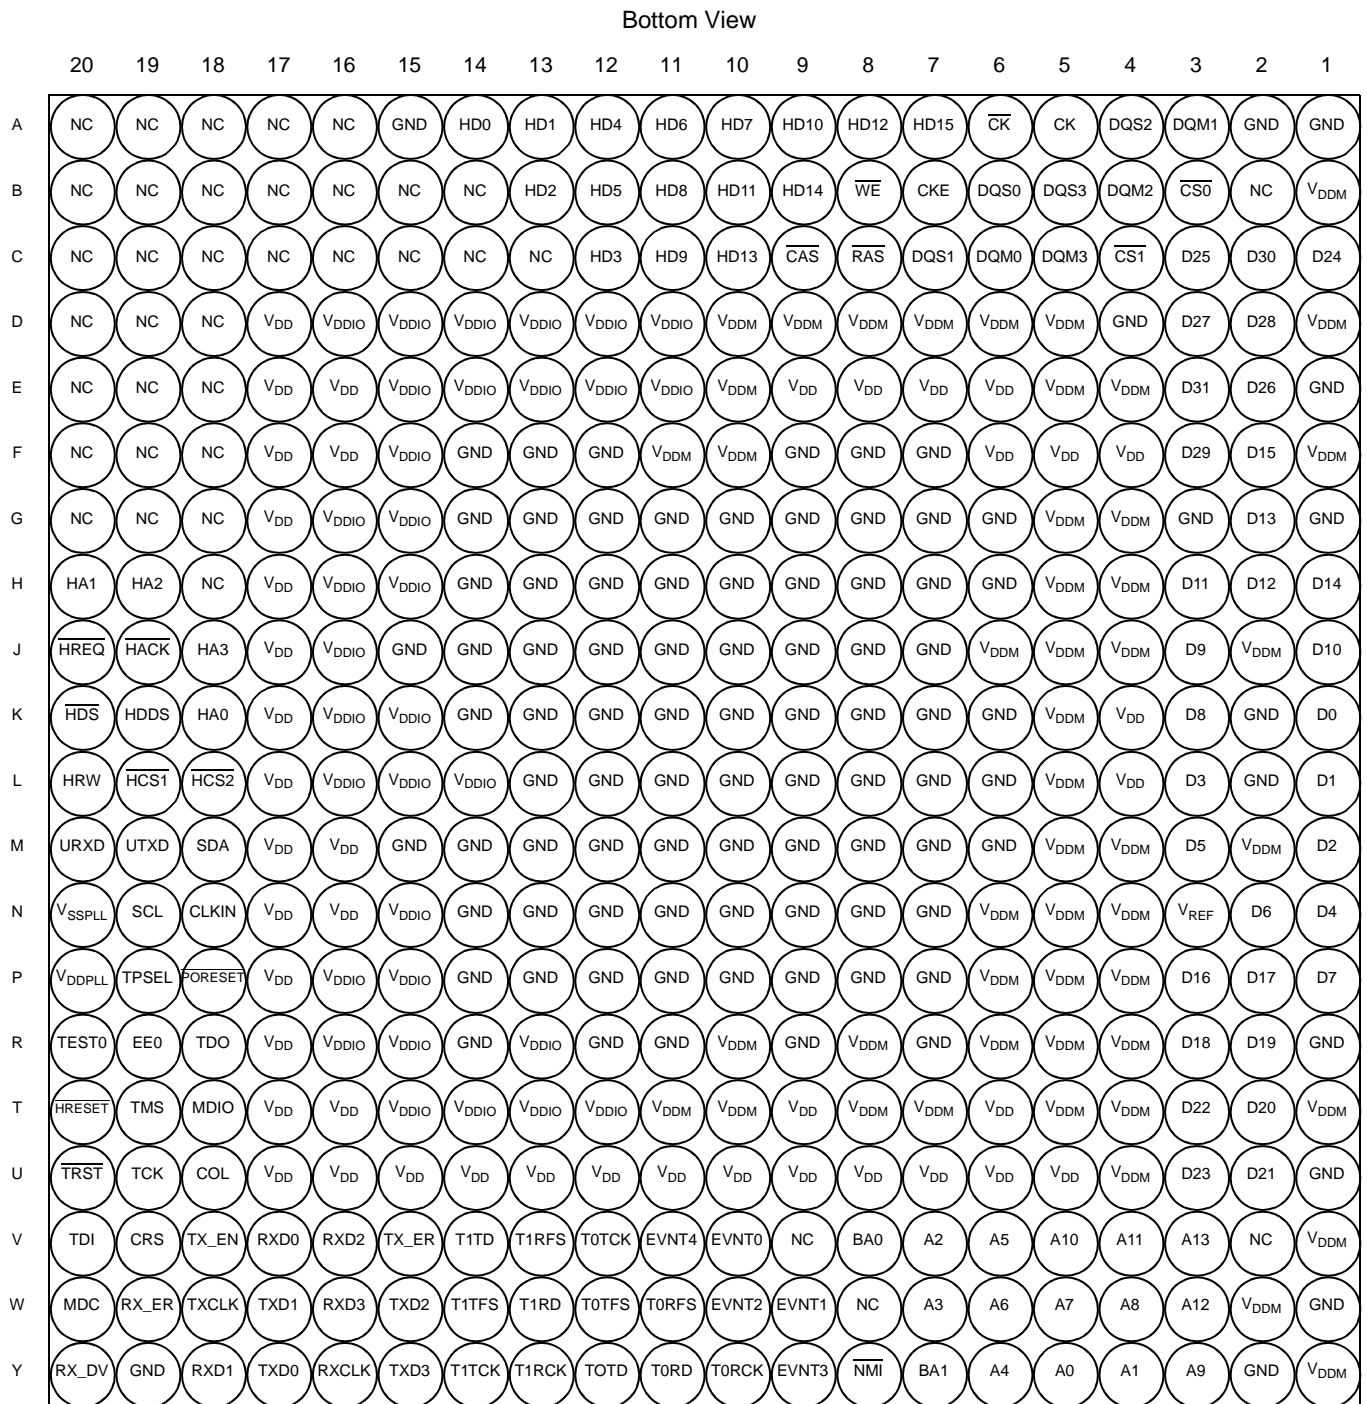 Bottom View
20 19 18 17 16 15 14 13 12 11 10 9 8 7 6 5 4 3 2 1
A NC NC NC NC NC GND HD0 HD1 HD4 HD6 HD7 HD10 HD12 HD15 CK CK DQS2 DQM1 GND GND
B NC NC NC NC NC NC NC HD2 HD5 HD8 HD11 HD14 WE CKE DQS0 DQS3 DQM2 CS0 NC VDDM
C NC NC NC NC NC NC NC NC HD3 HD9 HD13 CAS RAS DQS1 DQM0 DQM3 CS1 D25 D30 D24
D NC NC NC VDD VDDIO VDDIO VDDIO VDDIO VDDIO VDDIO VDDM VDDM VDDM VDDM VDDM VDDM GND D27 D28 VDDM
E NC NC NC VDD VDD VDDIO VDDIO VDDIO VDDIO VDDIO VDDM VDD VDD VDD VDD VDDM VDDM D31 D26 GND
F NC NC NC VDD VDD VDDIO GND GND GND VDDM VDDM GND GND GND VDD VDD VDD D29 D15 VDDM
G NC NC NC VDD VDDIO VDDIO GND GND GND GND GND GND GND GND GND VDDM VDDM GND D13 GND
H HA1 HA2 NC VDD VDDIO VDDIO GND GND GND GND GND GND GND GND GND VDDM VDDM D11 D12 D14
J HREQ HACK HA3 VDD VDDIO GND GND GND GND GND GND GND GND GND VDDM VDDM VDDM D9 VDDM D10
K HDS HDDS HA0 VDD VDDIO VDDIO GND GND GND GND GND GND GND GND GND VDDM VDD D8 GND D0
L HRW HCS1 HCS2 VDD VDDIO VDDIO VDDIO GND GND GND GND GND GND GND GND VDDM VDD D3 GND D1
M URXD UTXD SDA VDD VDD GND GND GND GND GND GND GND GND GND GND VDDM VDDM D5 VDDM D2
N VSSPLL SCL CLKIN VDD VDD VDDIO GND GND GND GND GND GND GND GND VDDM VDDM VDDM VREF D6 D4
P VDDPLL TPSEL PORESET VDD VDDIO VDDIO GND GND GND GND GND GND GND GND VDDM VDDM VDDM D16 D17 D7
R TEST0 EE0 TDO VDD VDDIO VDDIO GND VDDIO GND GND VDDM GND VDDM GND VDDM VDDM VDDM D18 D19 GND
T HRESET TMS MDIO VDD VDD VDDIO VDDIO VDDIO VDDIO VDDM VDDM VDD VDDM VDDM VDD VDDM VDDM D22 D20 VDDM
U TRST TCK COL VDD VDD VDD VDD VDD VDD VDD VDD VDD VDD VDD VDD VDD VDDM D23 D21 GND
V TDI CRS TX_EN RXD0 RXD2 TX_ER T1TD T1RFS T0TCK EVNT4 EVNT0 NC BA0 A2 A5 A10 A11 A13 NC VDDM
W MDC RX_ER TXCLK TXD1 RXD3 TXD2 T1TFS T1RD T0TFS T0RFS EVNT2 EVNT1 NC A3 A6 A7 A8 A12 VDDM GND
Y RX_DV GND RXD1 TXD0 RXCLK TXD3 T1TCK T1RCK TOTD T0RD T0RCK EVNT3 NMI BA1 A4 A0 A1 A9 GND VDDM